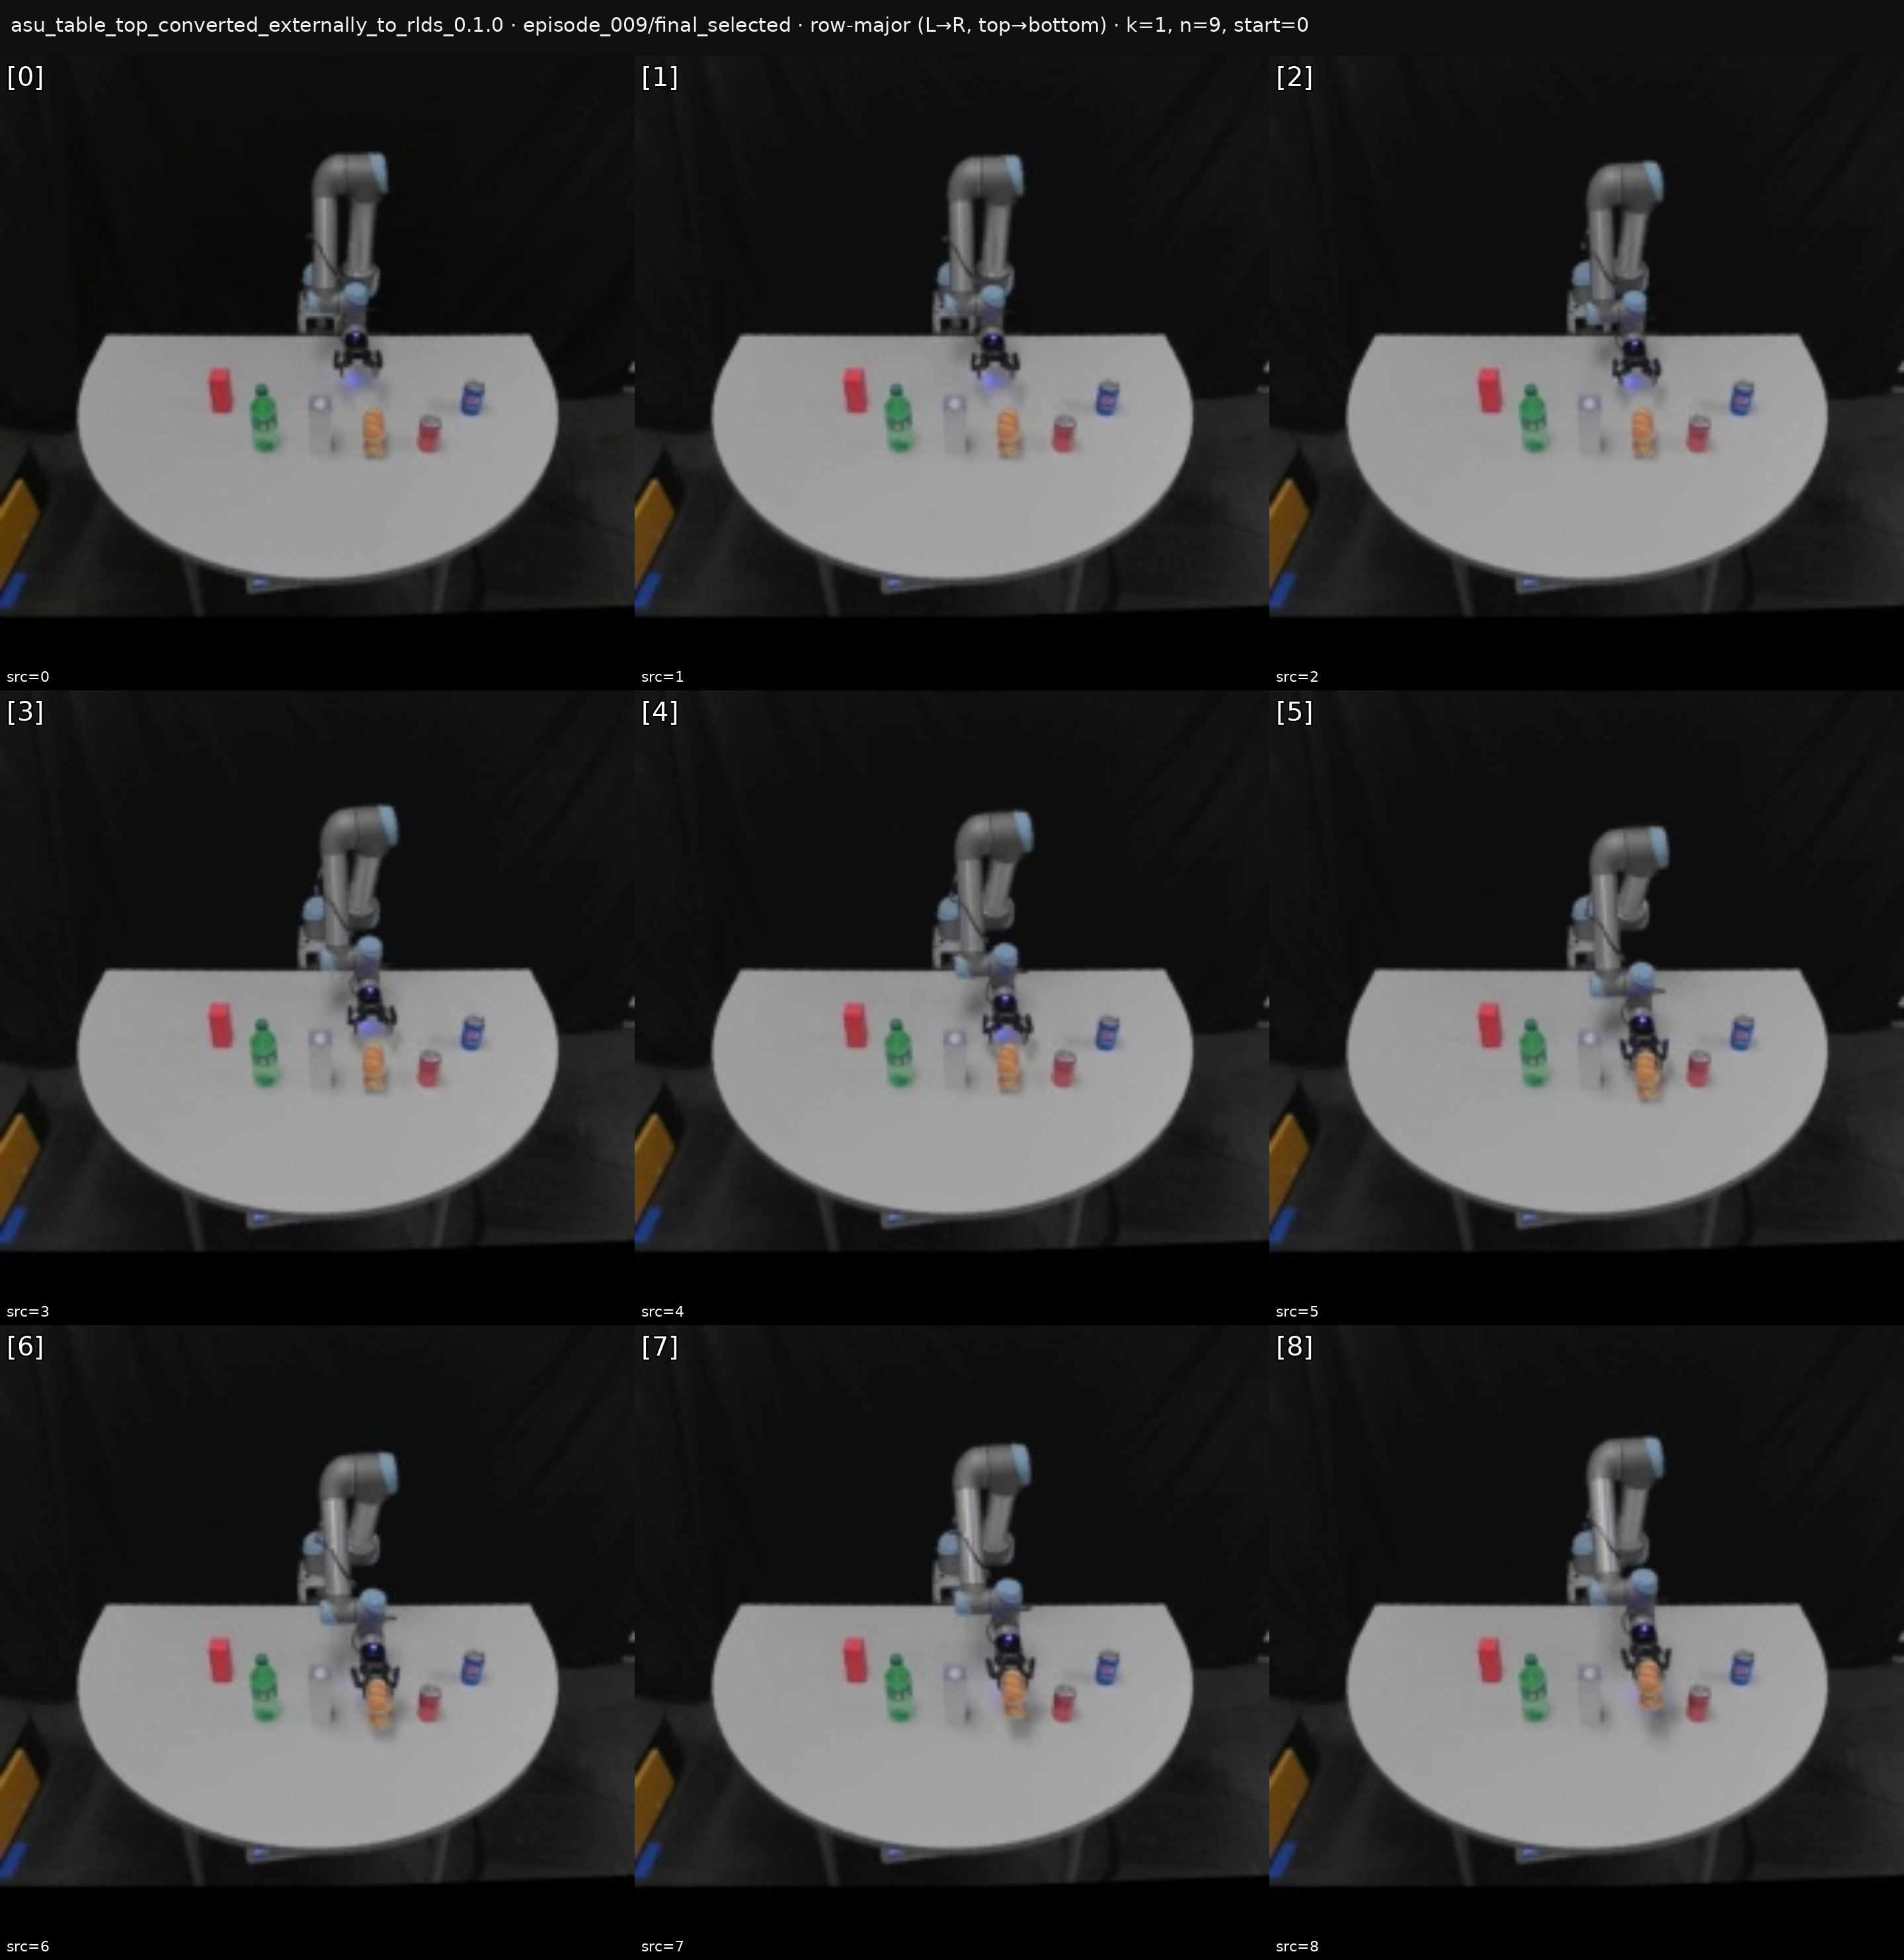 asu_table_top_converted_externally_to_rlds_0.1.0 · episode_009/final_selected · row-major (L→R, top→bottom) · k=1, n=9, start=0
[0]
[1]
[2]
src=0
src=1
src=2
[3]
[4]
[5]
src=3
src=4
src=5
[6]
[7]
[8]
src=6
src=7
src=8